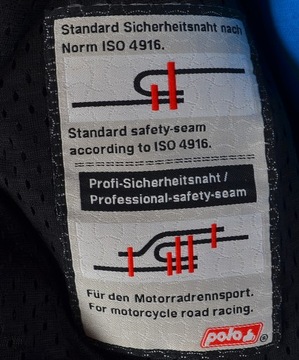 Standard Sicherheitsnaht nach
Norm ISO 4916.
Standard safety-seam
according to ISO 4916.
Profi-Sicherheitsnaht /
Professional-safety-seam
Für den Motorradrennsport.
For motorcycle road racing.
polo®